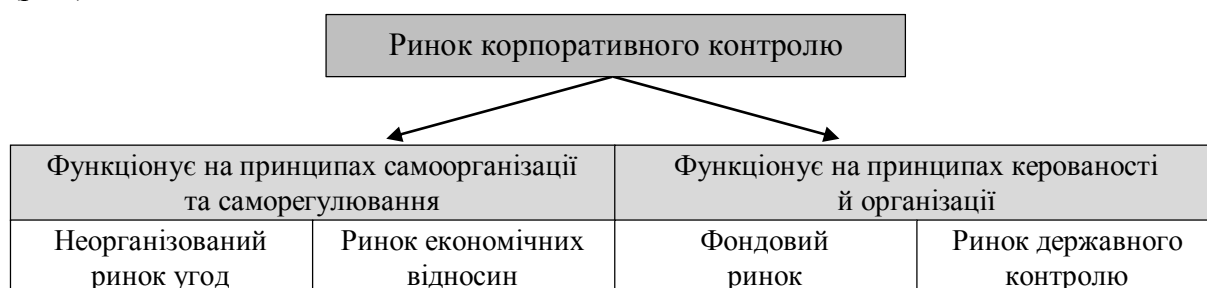 Ринок корпоративного контролю
Функціонує на принципах самоорганізації
та саморегулювання
Функціонує на принципах керованості
й організації
Неорганізований
ринок угод
Ринок економічних
відносин
Фондовий
ринок
Ринок державного
контролю